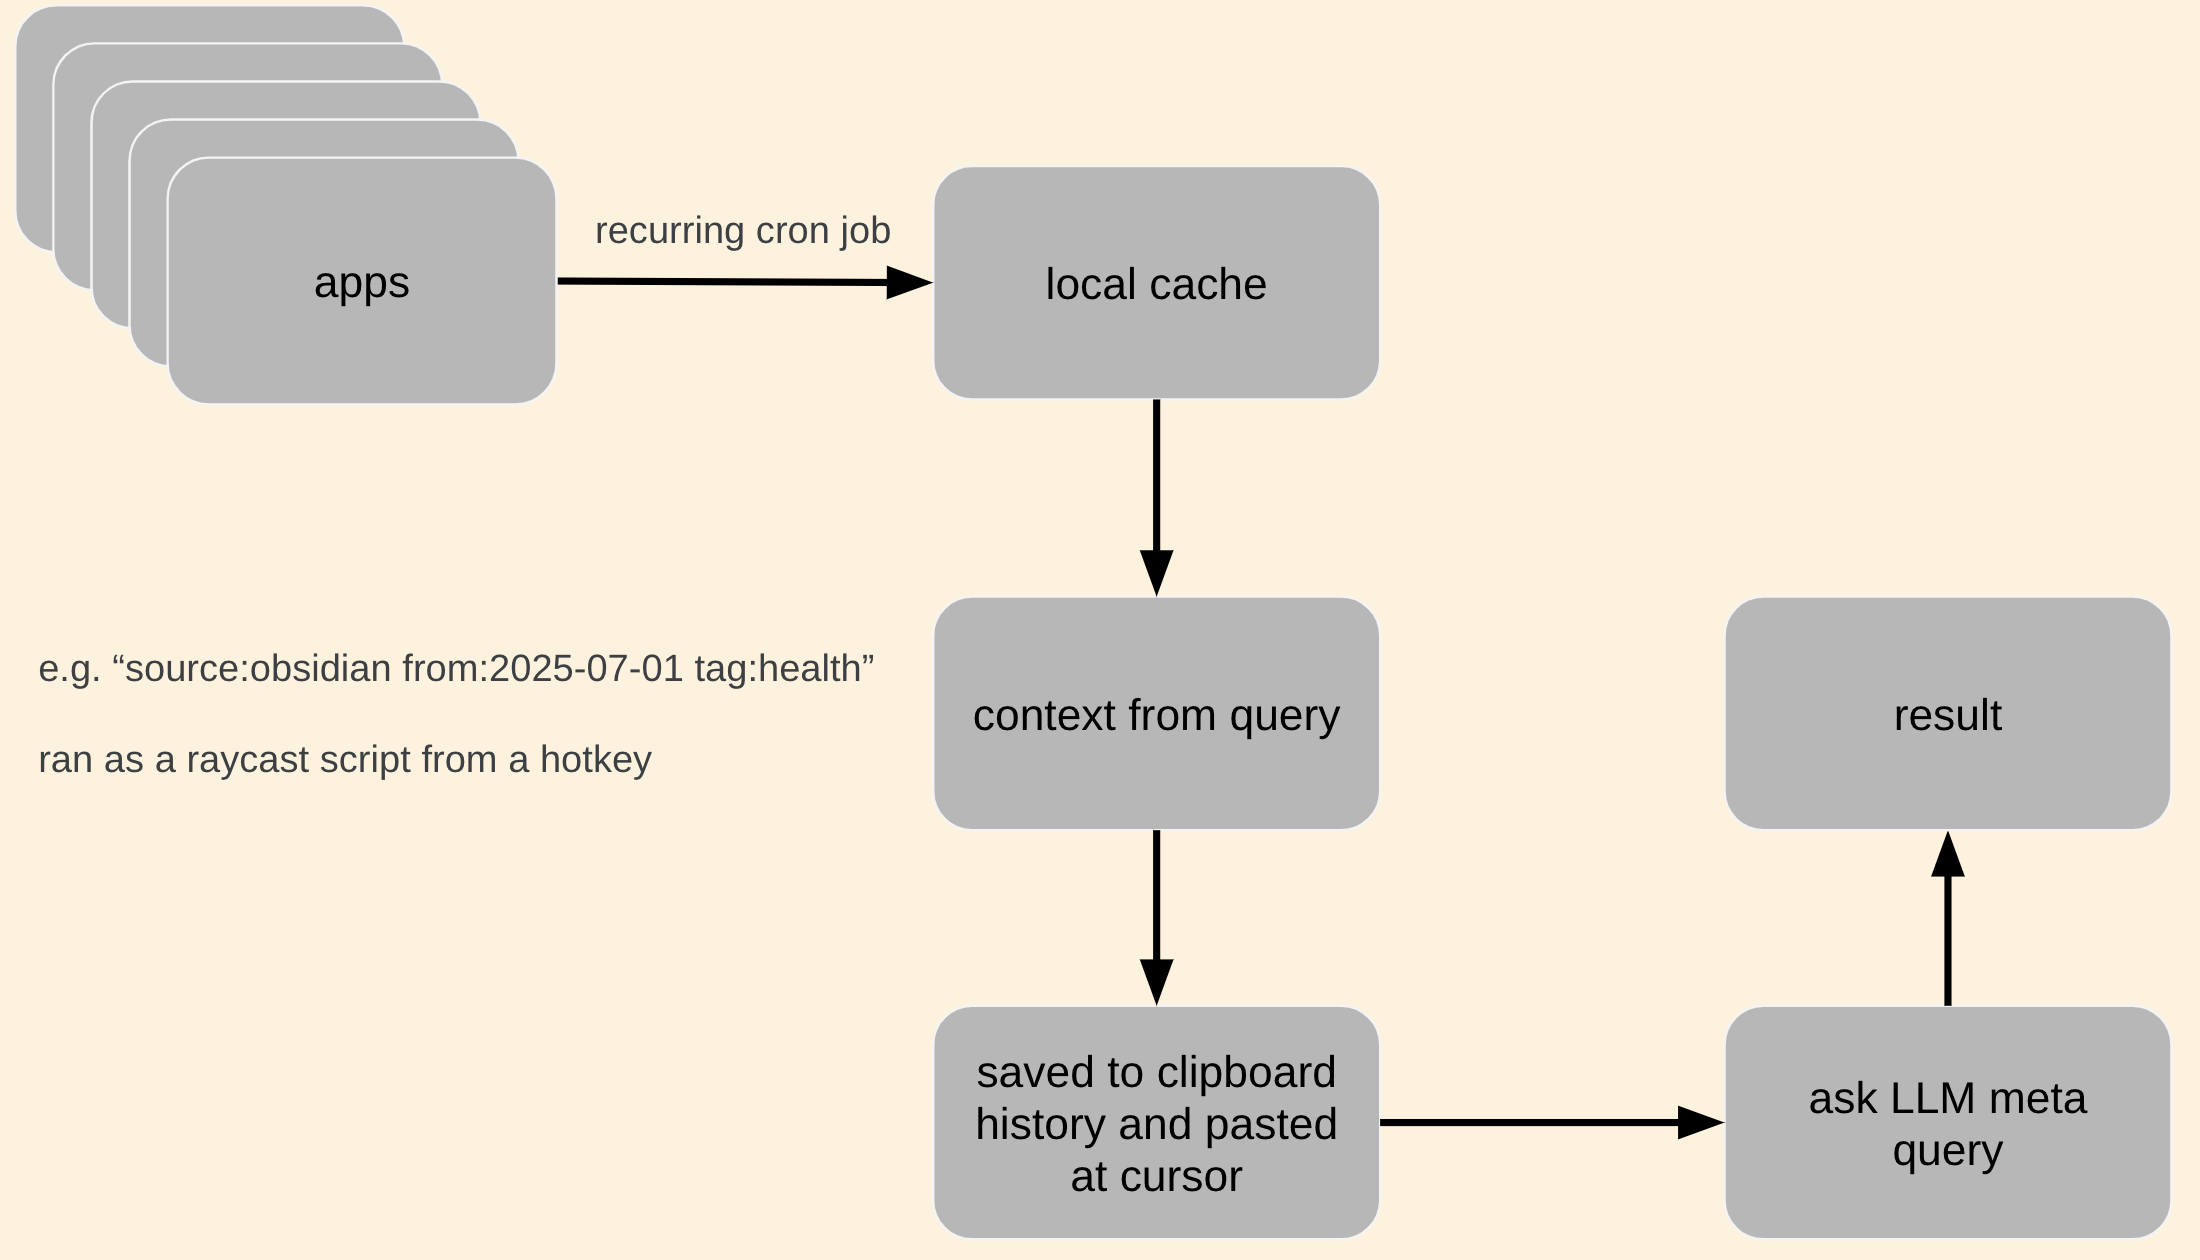 apps
recurring cron job
local cache
e.g. “source:obsidian from:2025-07-01 tag:health”
ran as a raycast script from a hotkey
context from query
result
saved to clipboard
history and pasted
at cursor
ask LLM meta
query